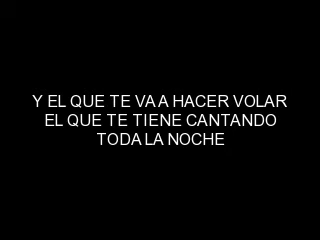 Y EL QUE TE VA A HACER VOLAR
EL QUE TE TIENE CANTANDO
TODA LA NOCHE